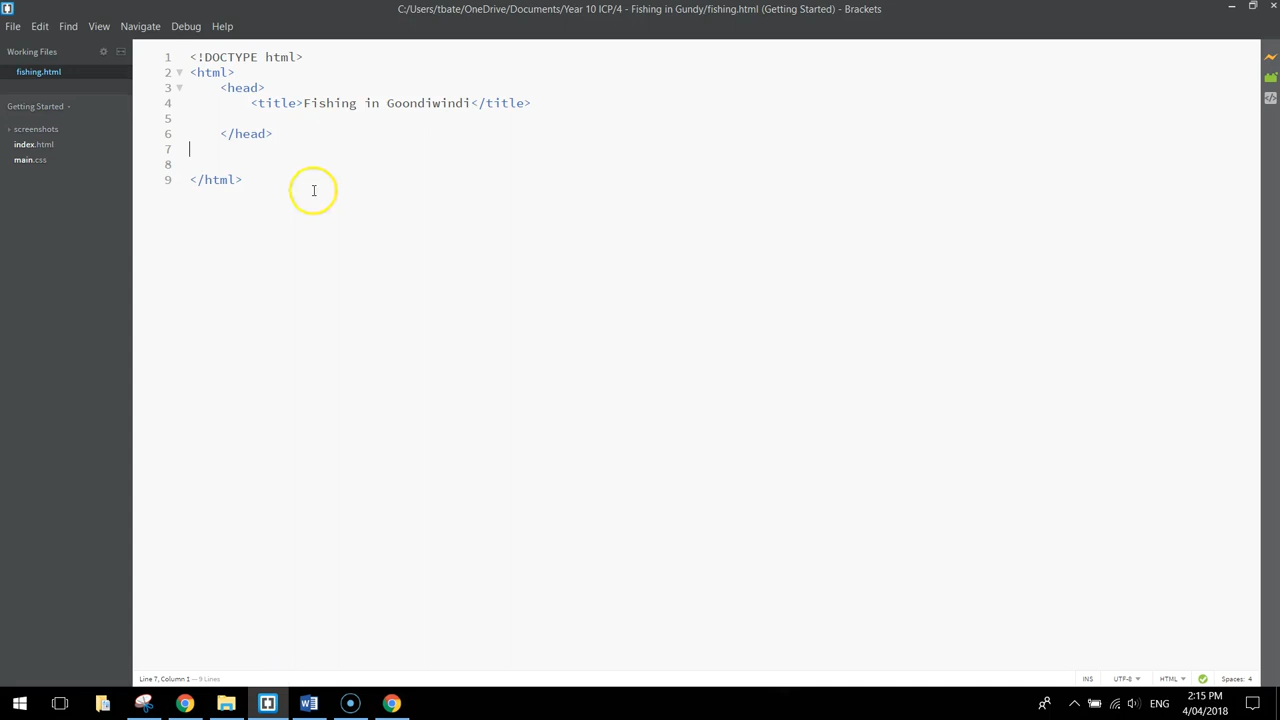 C:/Users/tbate/OneDrive/Documents/Year 10 ICP/4 - Fishing in Gundy/fishing.html (Getting Started) - Brackets
File Edit Find View Navigate Debug Help
Working Files
fishing.html
Getting Started
screenshots
index.html
main.css
1 <!DOCTYPE html>
2 <html>
3 <head>
4 <title>Fishing in Goondiwindi</title>
5
6 </head>
7
8
9 </html>
Line 7, Column 1 — 9 Lines
INS UTF-8 HTML Spaces: 4
ENG
2:15 PM
4/04/2018